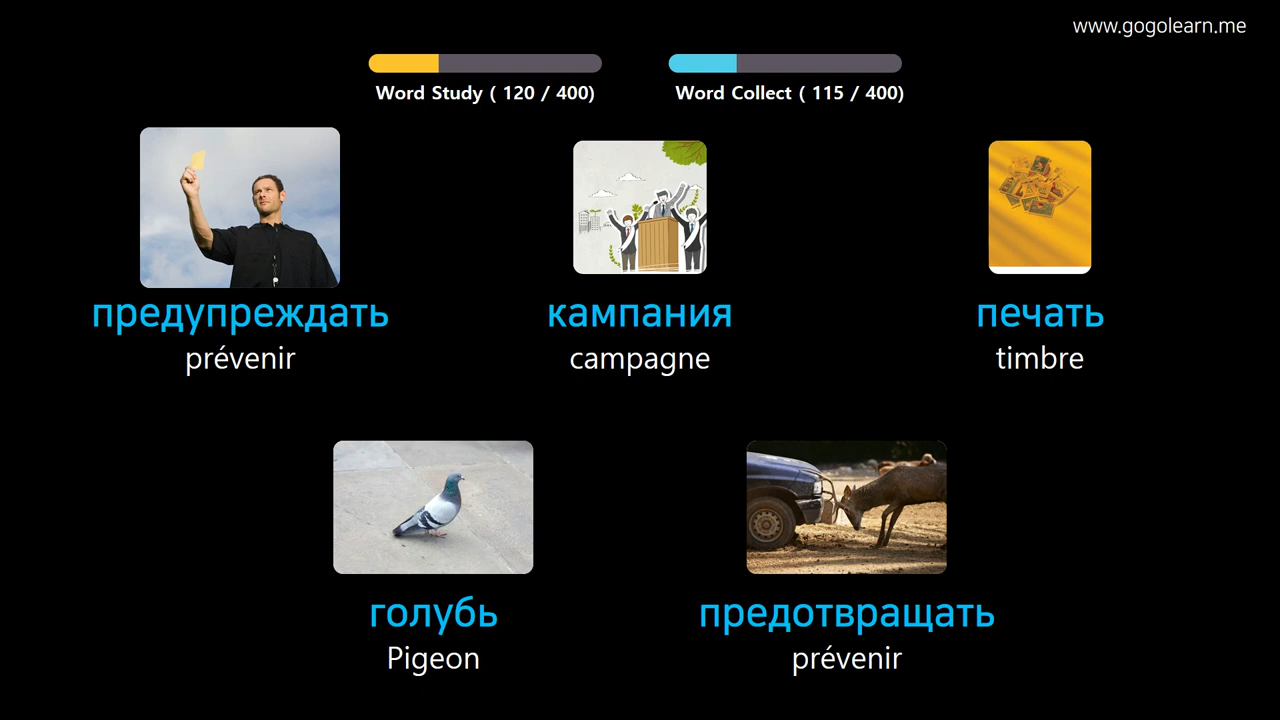 www.gogolearn.me
Word Study ( 120 / 400)
Word Collect ( 115 / 400)
предупреждать
prévenir
кампания
campagne
печать
timbre
голубь
Pigeon
предотвращать
prévenir